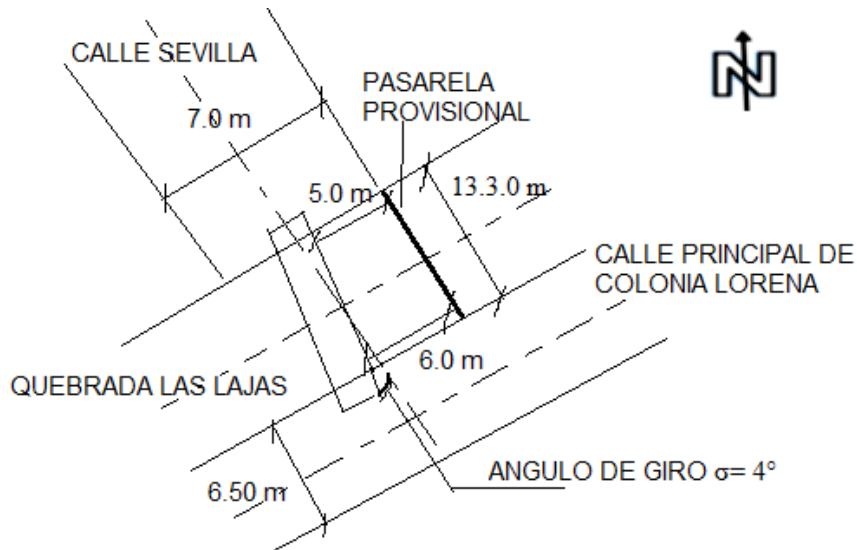 CALLE SEVILLA
N
PASARELA
PROVISIONAL
7.0 m
5.0 m
13.3.0 m
CALLE PRINCIPAL DE
COLONIA LORENA
6.0 m
QUEBRADA LAS LAJAS
ANGULO DE GIRO σ= 4°
6.50 m